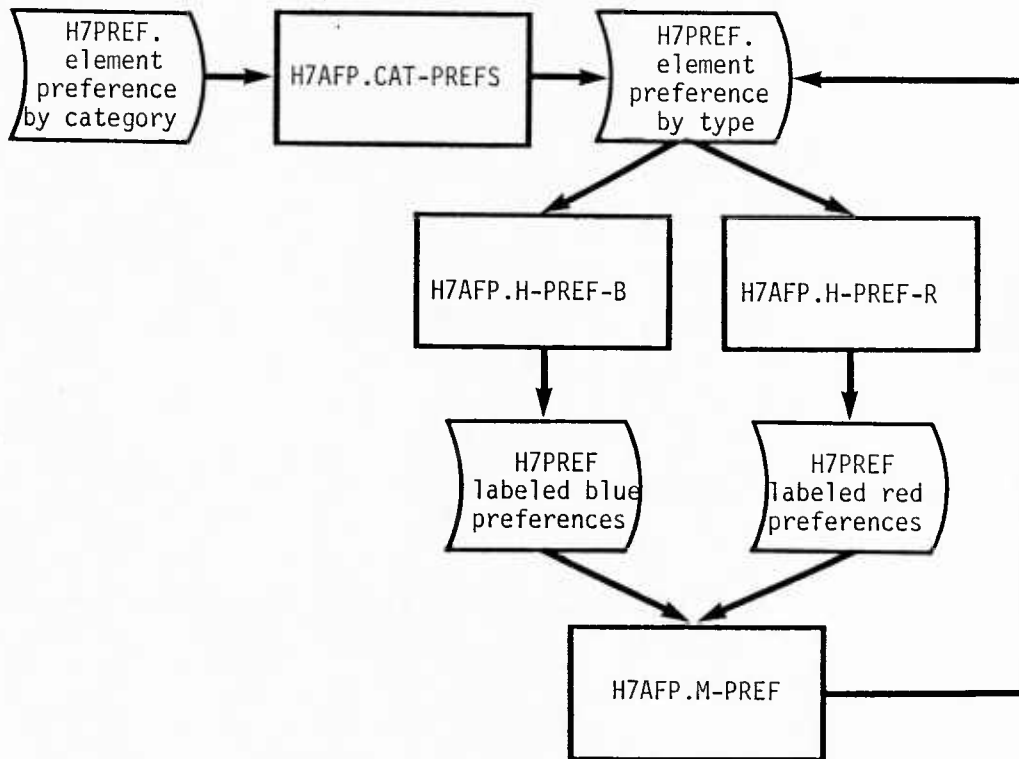 H7PREF.
element
preference
by category
H7AFP.CAT-PREFS
H7PREF.
element
preference
by type
H7AFP.H-PREF-B
H7AFP.H-PREF-R
H7PREF
labeled blue
preferences
H7PREF
labeled red
preferences
H7AFP.M-PREF